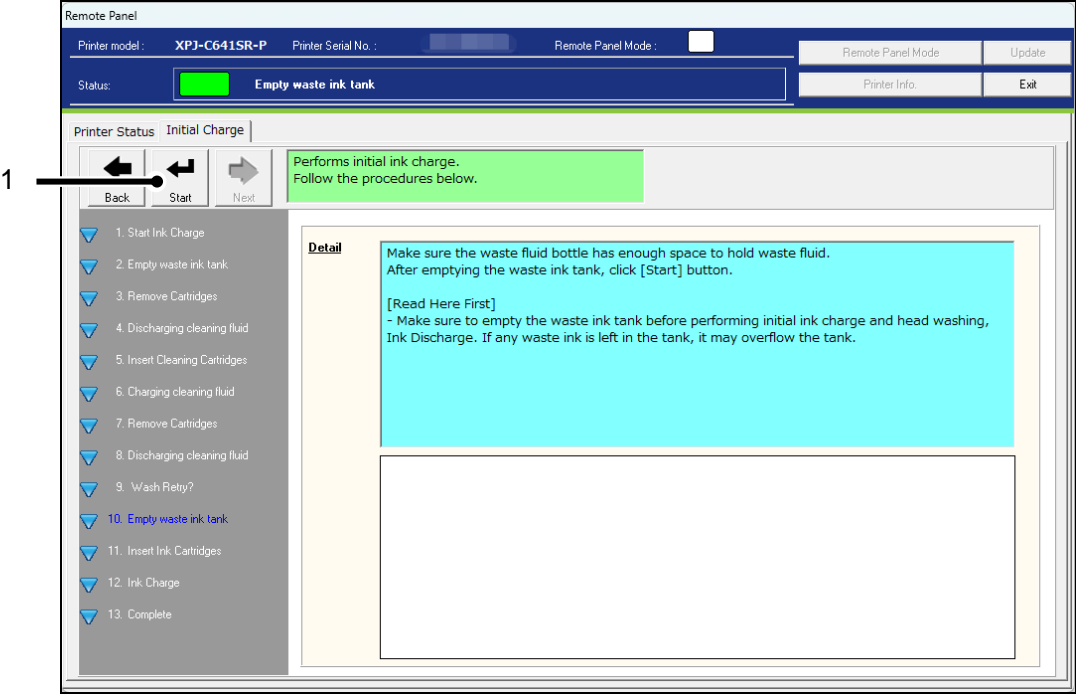 Remote Panel
Printer model : XPJ-C641SR-P Printer Serial No. : Remote Panel Mode :
Remote Panel Mode Update
Status: Empty waste ink tank
Printer Info. Exit
Printer Status Initial Charge
1
Back Start Next
Performs initial ink charge.
Follow the procedures below.
1. Start Ink Charge
2. Empty waste ink tank
3. Remove Cartridges
4. Discharging cleaning fluid
5. Insert Cleaning Cartridges
6. Charging cleaning fluid
7. Remove Cartridges
8. Discharging cleaning fluid
9. Wash Retry?
10. Empty waste ink tank
11. Insert Ink Cartridges
12. Ink Charge
13. Complete
Detail
Make sure the waste fluid bottle has enough space to hold waste fluid.
After emptying the waste ink tank, click [Start] button.
[Read Here First]
- Make sure to empty the waste ink tank before performing initial ink charge and head washing,
Ink Discharge. If any waste ink is left in the tank, it may overflow the tank.